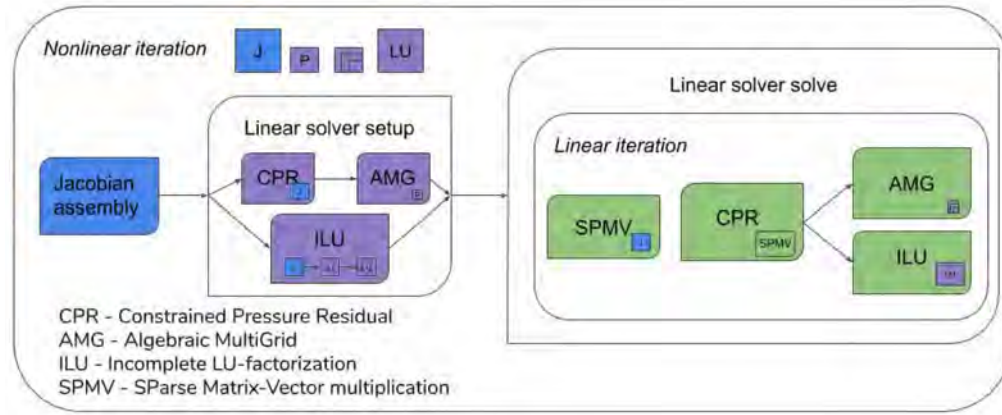 Nonlinear iteration
J
P
LU
Linear solver setup
Jacobian
assembly
CPR
AMG
ILU
Linear solver solve
Linear iteration
SPMV
CPR
SPMV
AMG
ILU
CPR - Constrained Pressure Residual
AMG - Algebraic MultiGrid
ILU - Incomplete LU-factorization
SPMV - SParse Matrix-Vector multiplication